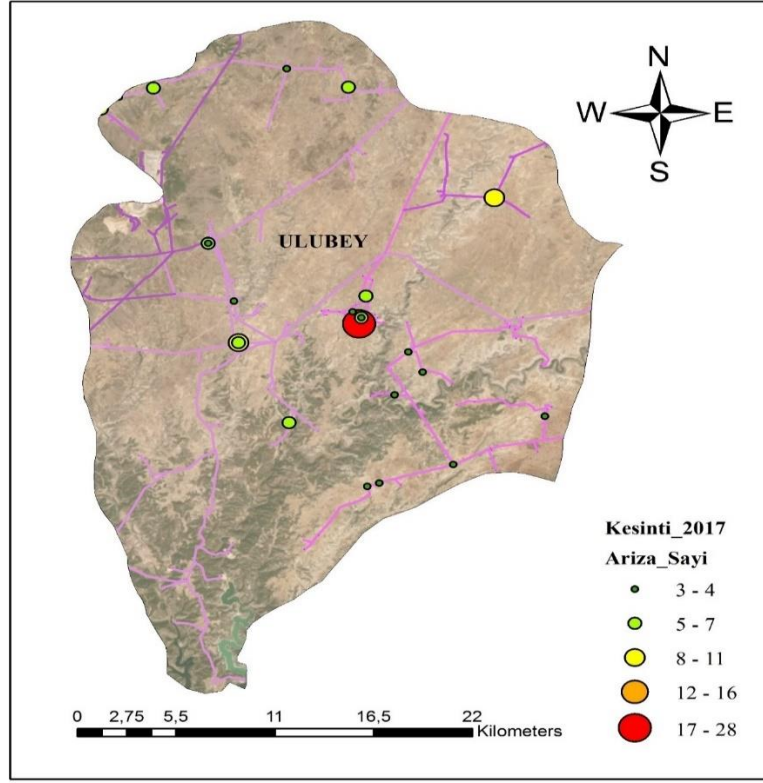 N
W E
S
ULUBEY
Kesinti_2017
Ariza_Sayi
3 - 4
5 - 7
8 - 11
12 - 16
17 - 28
0 2,75 5,5 11 16,5 22
Kilometers